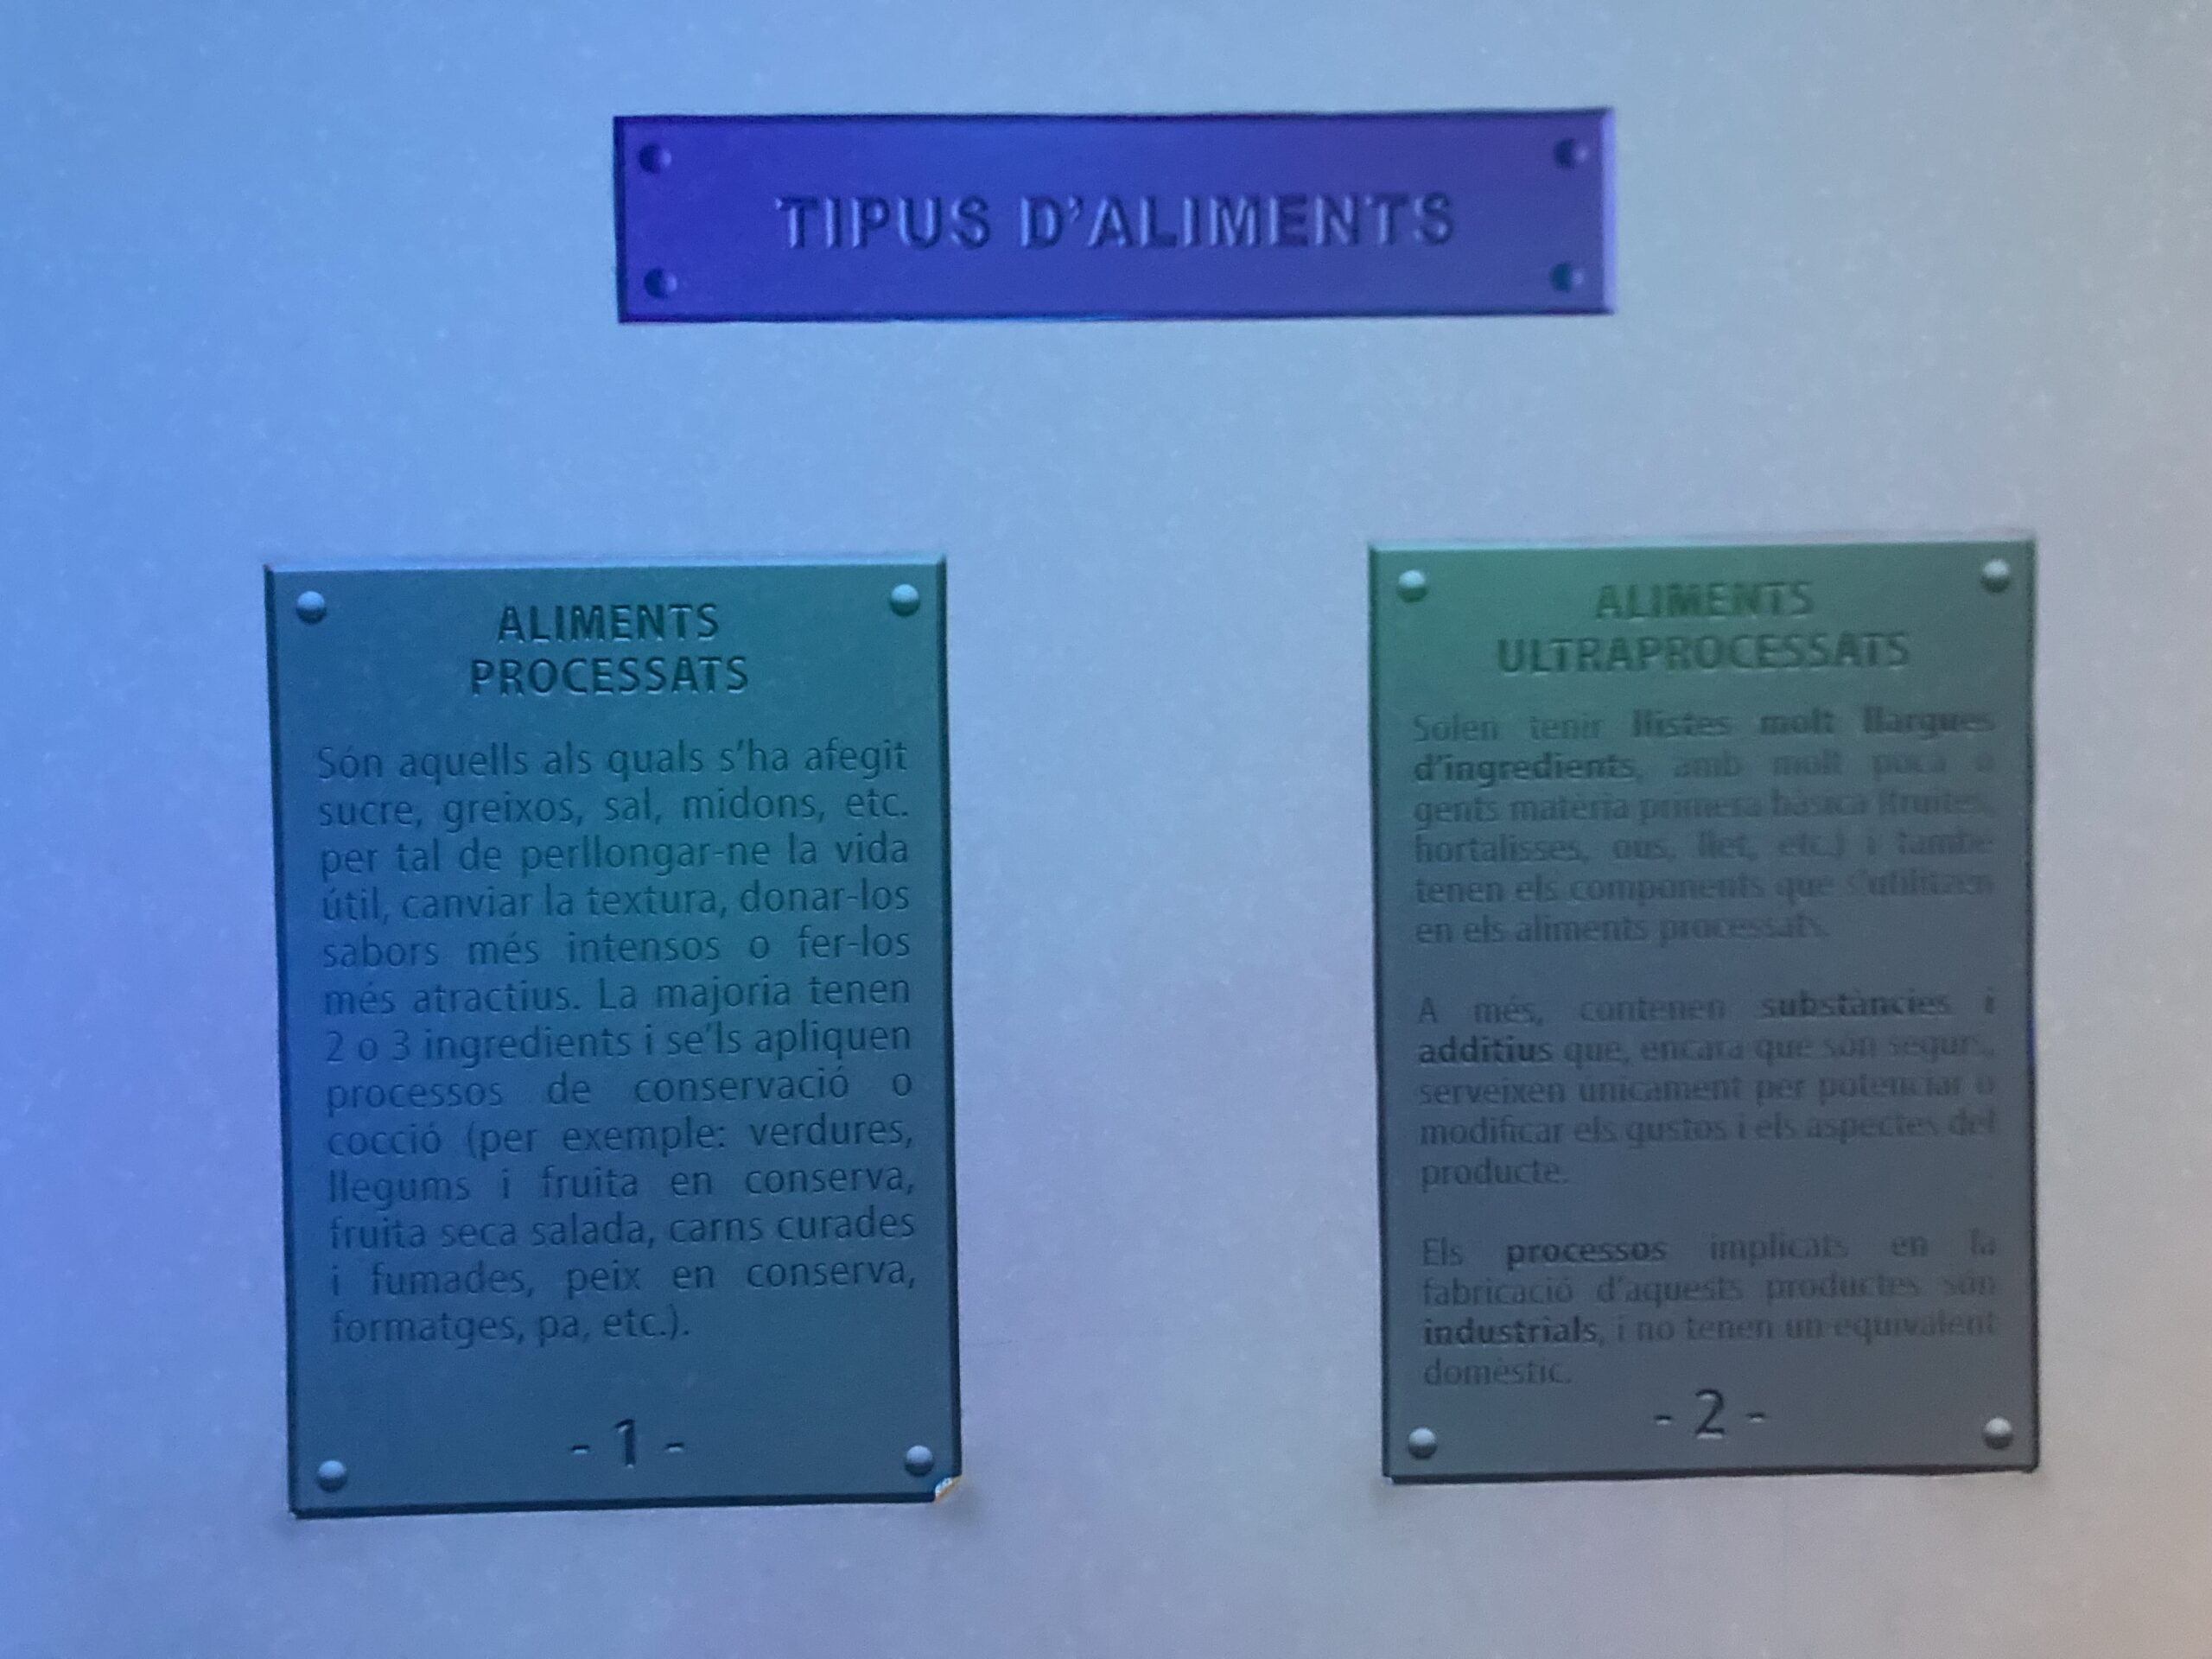 TIPUS D'ALIMENTS
ALIMENTS
PROCESSATS
Són aquells als quals s'ha afegit
sucre, greixos, sal, midons, etc.
per tal de perllongar-ne la vida
útil, canviar la textura, donar-los
sabors més intensos o fer-los
més atractius. La majoria tenen
2 o 3 ingredients i se'ls apliquen
processos de conservació o
cocció (per exemple: verdures,
llegums i fruita en conserva,
fruita seca salada, carns curades
i fumades, peix en conserva,
formatges, pa, etc.).
- 1 -
ALIMENTS
ULTRAPROCESSATS
Solen tenir llistes molt llargues
d'ingredients, amb molt poca o
gents matèria primera bàsica (fruites,
hortalisses, ous, llet, etc.) i també
tenen els components que s'utilitzen
en els aliments processats.
A més, contenen substàncies i
additius que, encara que són segurs,
serveixen únicament per potenciar o
modificar els gustos i els aspectes del
producte.
Els processos implicats en la
fabricació d'aquests productes són
industrials, i no tenen un equivalent
domèstic.
- 2 -